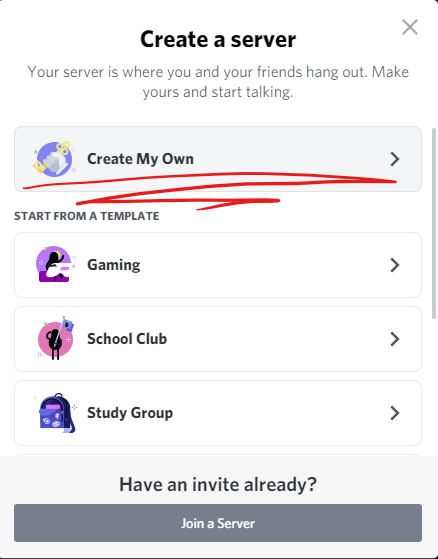 Create a server
Your server is where you and your friends hang out. Make
yours and start talking.
Create My Own
START FROM A TEMPLATE
Gaming
School Club
Study Group
Have an invite already?
Join a Server